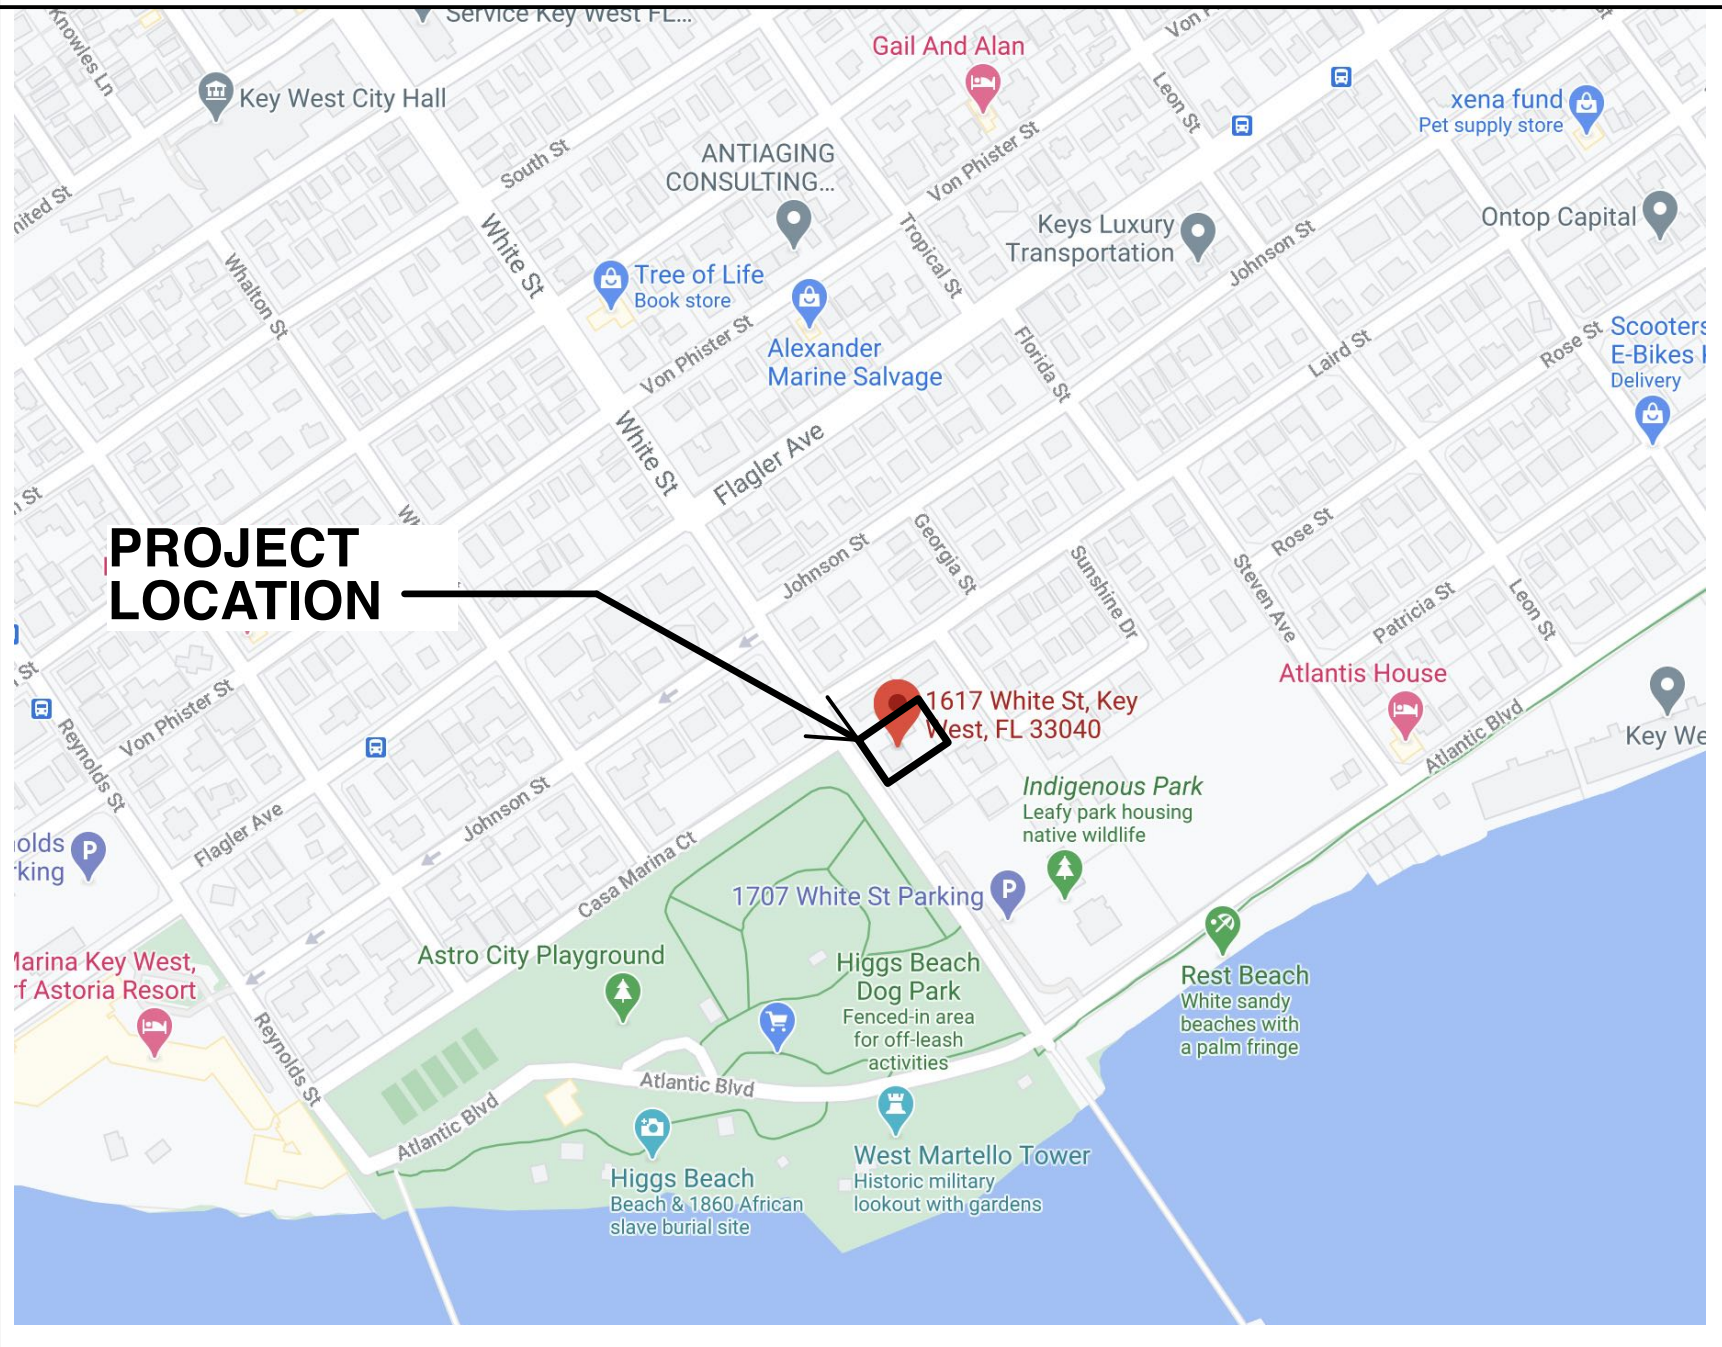 Service Key West FL...
Knowles Ln
Von
Gail And Alan
Key West City Hall
Leon St
xena fund
Pet supply store
South St
ANTIAGING
CONSULTING...
Von Phister St
White St
Whalton St
Tropical St
Keys Luxury
Transportation
Johnson St
Ontop Capital
Tree of Life
Book store
Von Phister St
Alexander
Marine Salvage
Florida St
Laird St
Rose St
Scooters
E-Bikes
Delivery
White St
Flagler Ave
PROJECT
LOCATION
Johnson St
Georgia St
Sunshine Dr
Steven Ave
Rose St
Patricia St
Leon St
Atlantis House
Atlantic Blvd
Key We
1617 White St, Key
West, FL 33040
Von Phister St
Reynolds St
Flagler Ave
Johnson St
Casa Marina Ct
Indigenous Park
Leafy park housing
native wildlife
olds
king
P
1707 White St Parking
P
Astro City Playground
Higgs Beach
Dog Park
Fenced-in area
for off-leash
activities
Marina Key West,
rf Astoria Resort
Rest Beach
White sandy
beaches with
a palm fringe
Reynolds St
Atlantic Blvd
Atlantic Blvd
West Martello Tower
Historic military
lookout with gardens
Higgs Beach
Beach & 1860 African
slave burial site